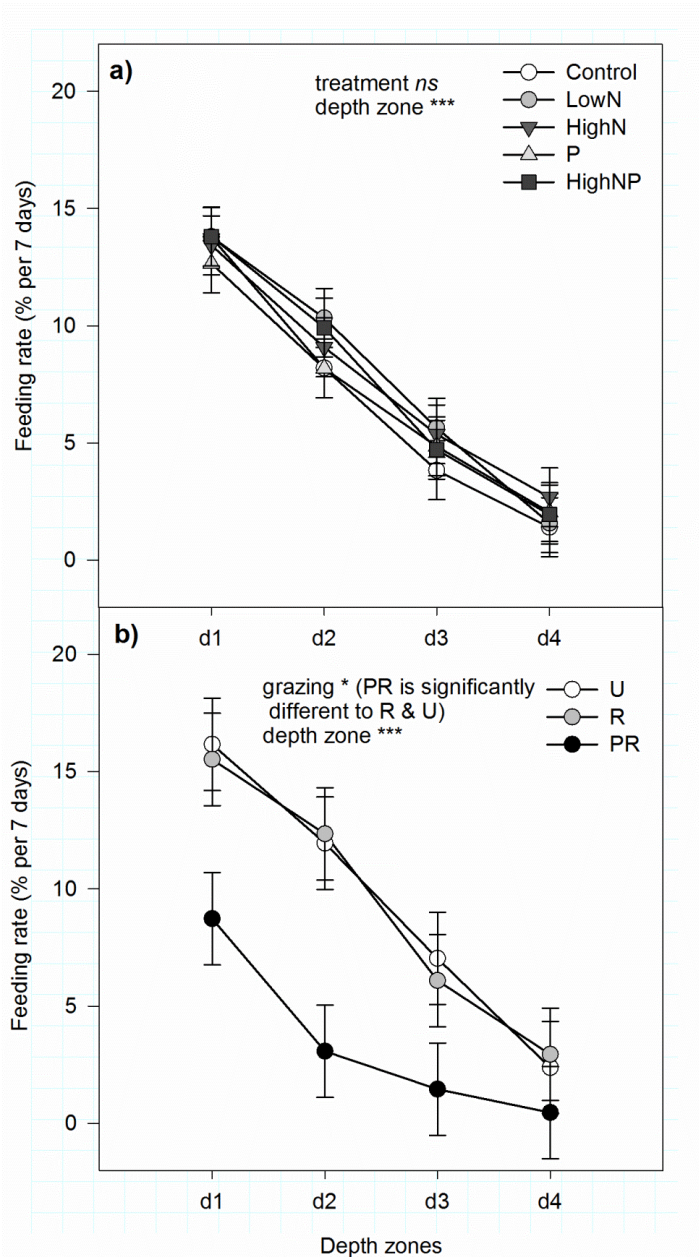 a)
treatment ns
depth zone ***
Control
LowN
HighN
P
HighNP
Feeding rate (% per 7 days)
20
15
10
5
0
d1 d2 d3 d4
b)
grazing * (PR is significantly
different to R & U)
depth zone ***
U
R
PR
Feeding rate (% per 7 days)
20
15
10
5
0
d1 d2 d3 d4
Depth zones